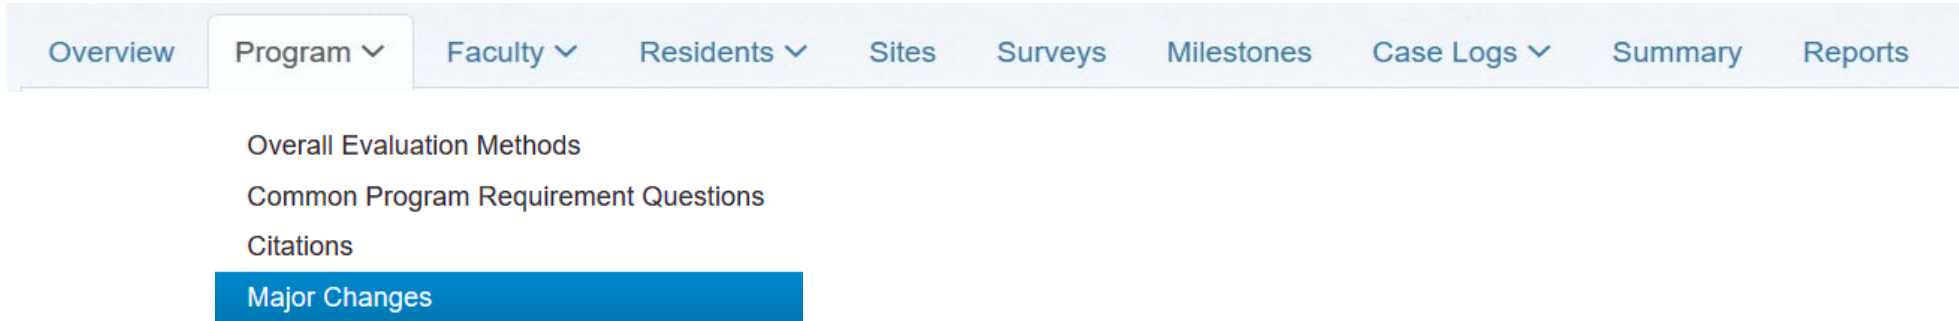 Overview Program Faculty Residents Sites Surveys Milestones Case Logs Summary Reports
Overall Evaluation Methods
Common Program Requirement Questions
Citations
Major Changes